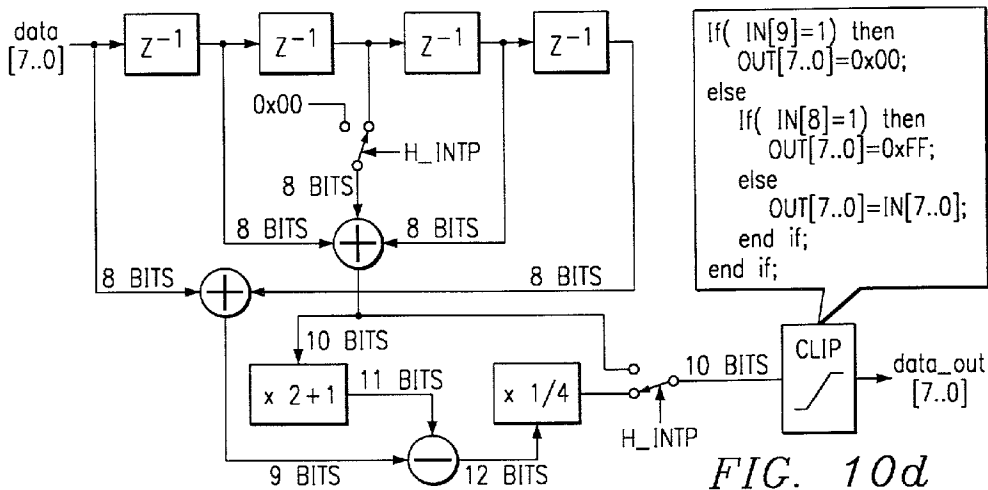 data
[7..0]
Z⁻¹
Z⁻¹
Z⁻¹
Z⁻¹
0x00
H_INTP
8 BITS
8 BITS
8 BITS
8 BITS
8 BITS
10 BITS
x 2+1
11 BITS
9 BITS
12 BITS
x 1/4
H_INTP
10 BITS
CLIP
data_out
[7..0]
If( IN[9]=1) then
OUT[7..0]=0x00;
else
If( IN[8]=1) then
OUT[7..0]=0xFF;
else
OUT[7..0]=IN[7..0];
end if;
end if;
FIG. 10d